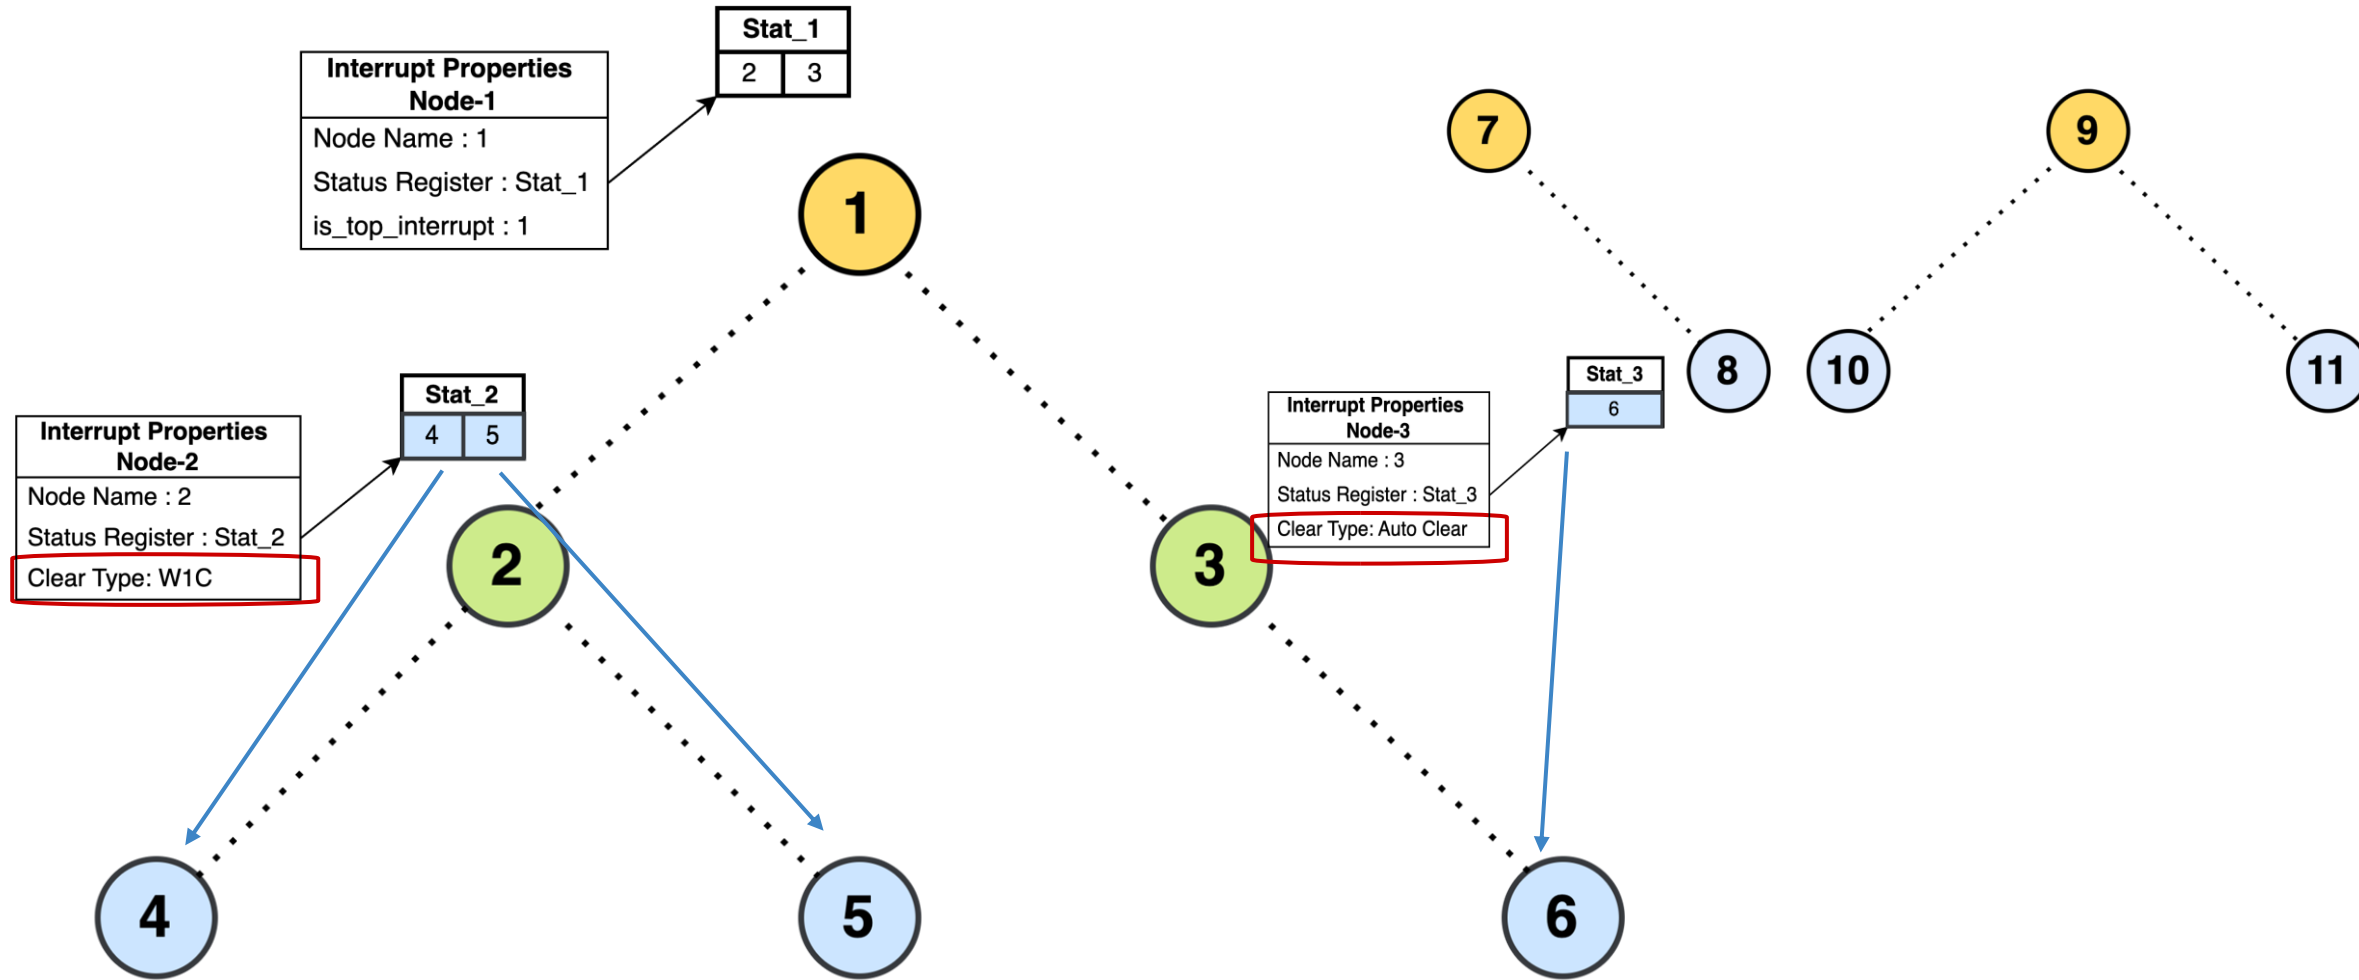 Stat_1
2 3
Interrupt Properties
Node-1
Node Name : 1
Status Register : Stat_1
is_top_interrupt : 1
1
7
9
8
10
11
Stat_2
4 5
Interrupt Properties
Node-2
Node Name : 2
Status Register : Stat_2
Clear Type: W1C
2
Stat_3
6
Interrupt Properties
Node-3
Node Name : 3
Status Register : Stat_3
Clear Type: Auto Clear
3
4
5
6